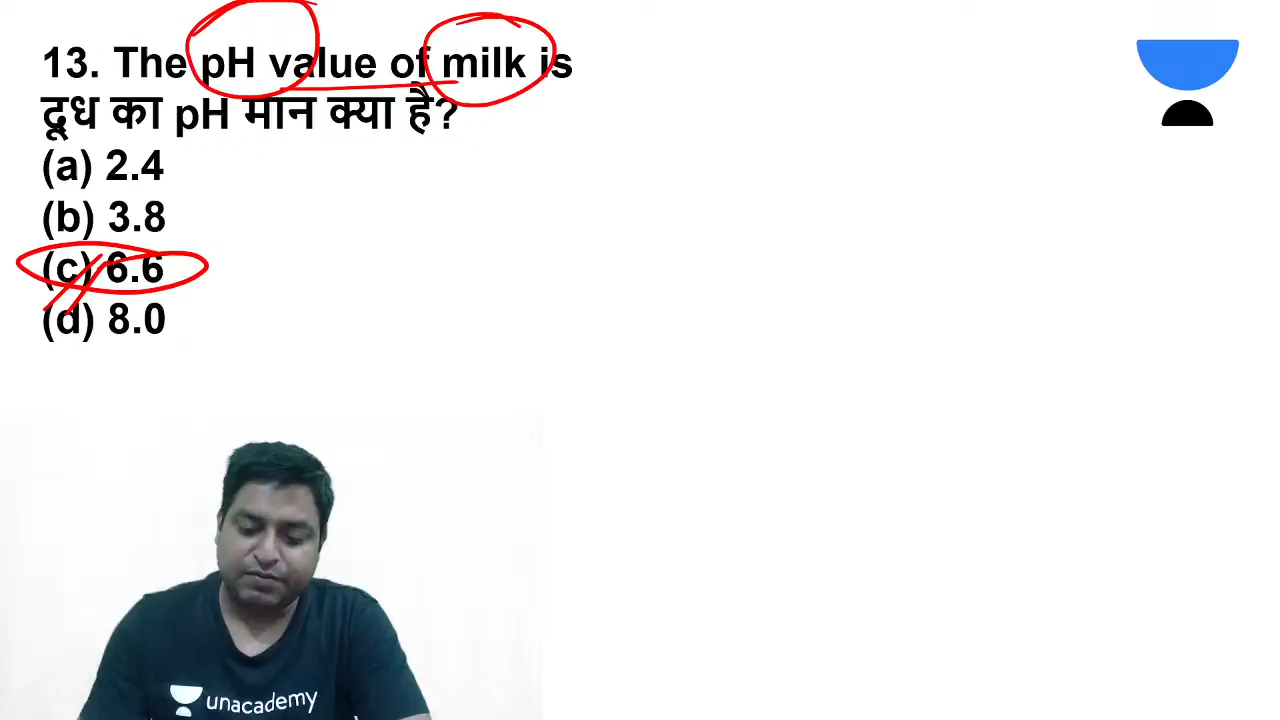 13. The pH value of milk is
दूध का pH मान क्या है?
(a) 2.4
(b) 3.8
(c) 6.6
(d) 8.0
unacademy